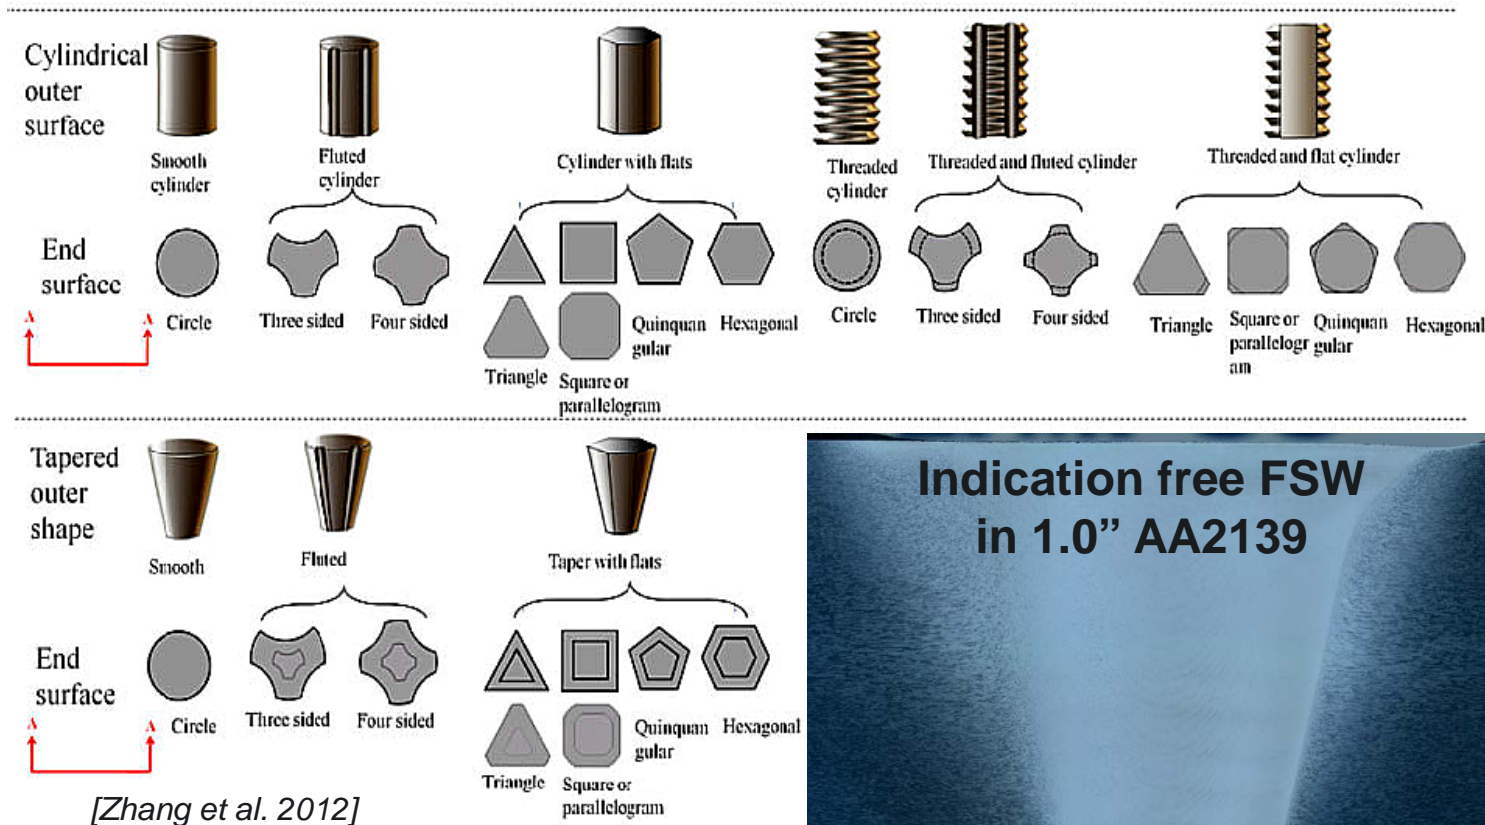 Cylindrical
outer
surface
Smooth
cylinder
Fluted
cylinder
Cylinder with flats
Threaded
cylinder
Threaded and fluted cylinder
Threaded and flat cylinder
End
surface
A
A
Circle
Three sided
Four sided
Triangle
Square or
parallelogram
Quinquan
gular
Hexagonal
Circle
Three sided
Four sided
Triangle
Square or
parallelogr
am
Quinquan
gular
Hexagonal
Tapered
outer
shape
Smooth
Fluted
Taper with flats
End
surface
A
A
Circle
Three sided
Four sided
Triangle
Square or
parallelogram
Quinquan
gular
Hexagonal
[Zhang et al. 2012]
Indication free FSW
in 1.0” AA2139